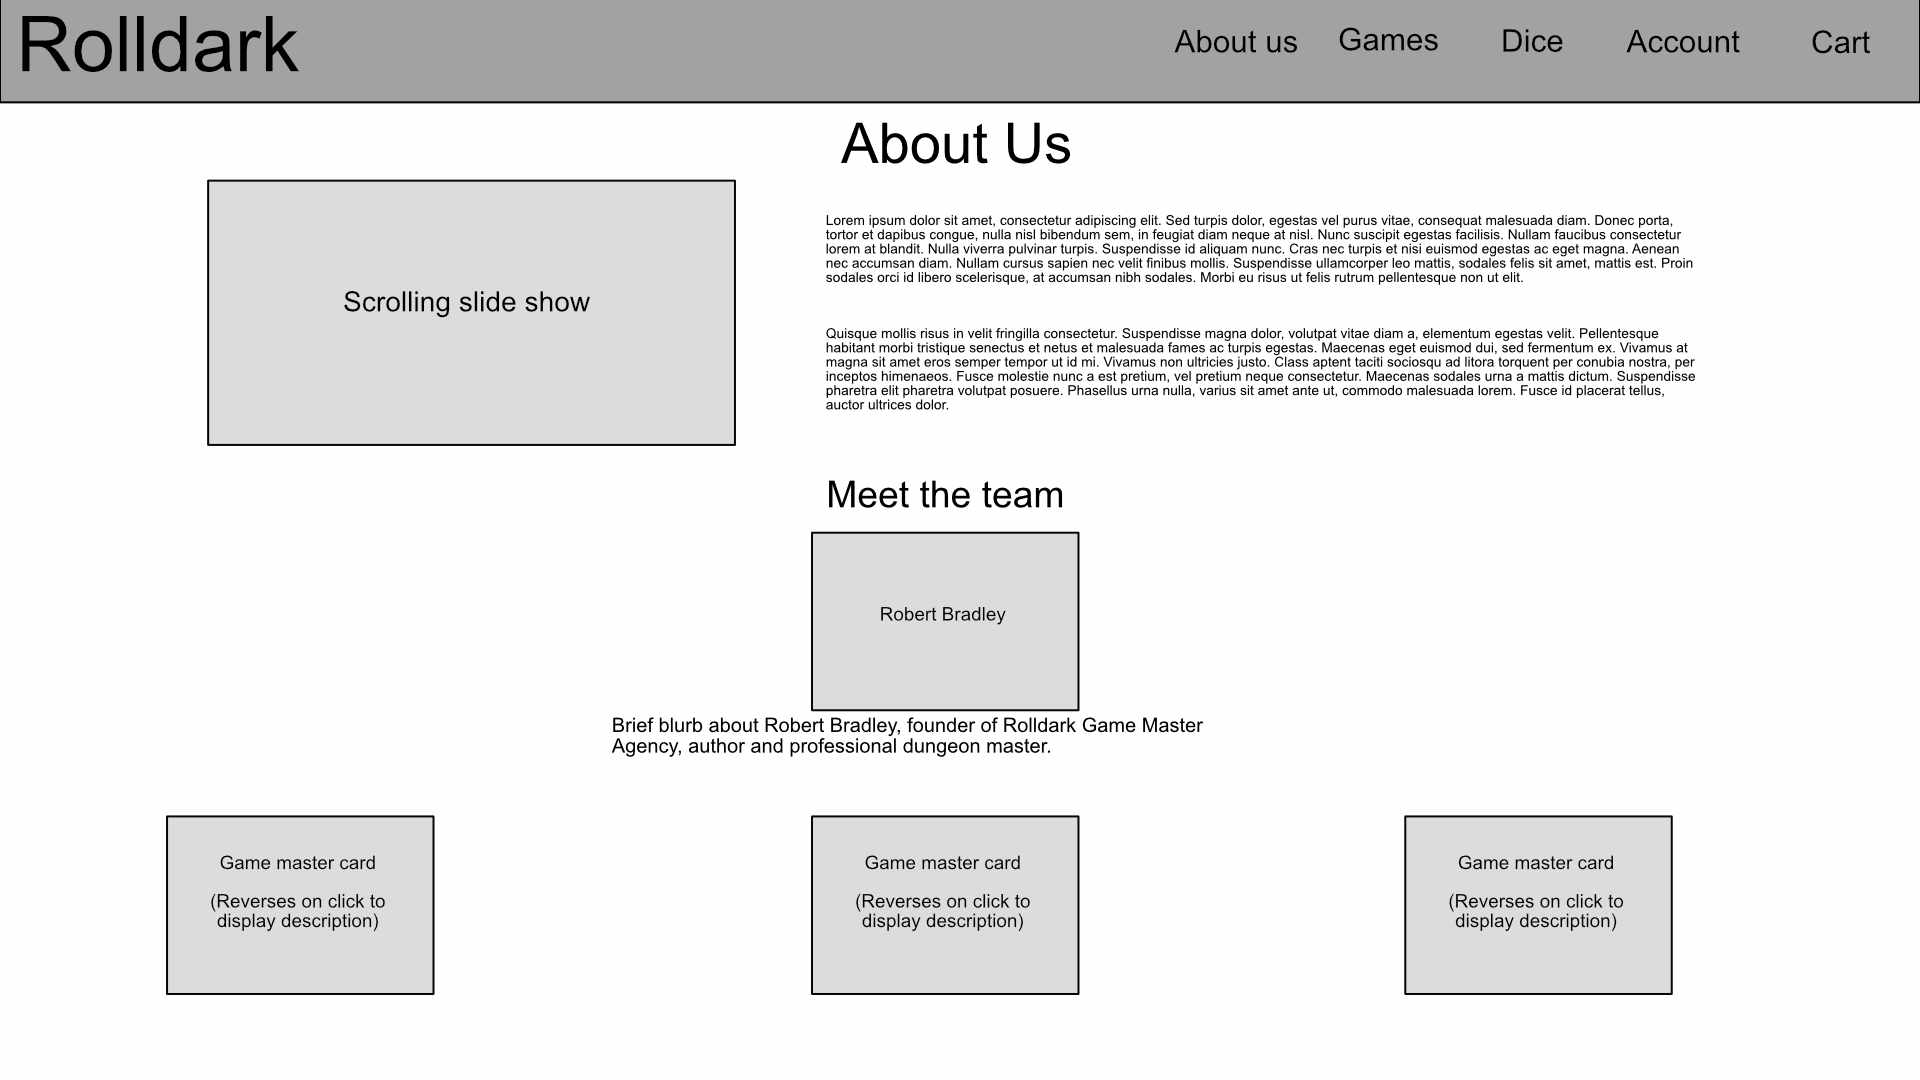 Rolldark
About us
Games
Dice
Account
Cart
About Us
Scrolling slide show
Lorem ipsum dolor sit amet, consectetur adipiscing elit. Sed turpis dolor, egestas vel purus vitae, consequat malesuada diam. Donec porta,
tortor et dapibus congue, nulla nisl bibendum sem, in feugiat diam neque at nisl. Nunc suscipit egestas facilisis. Nullam faucibus consectetur
lorem at blandit. Nulla viverra pulvinar turpis. Suspendisse id aliquam nunc. Cras nec turpis et nisi euismod egestas ac eget magna. Aenean
nec accumsan diam. Nullam cursus sapien nec velit finibus mollis. Suspendisse ullamcorper leo mattis, sodales felis sit amet, mattis est. Proin
sodales orci id libero scelerisque, at accumsan nibh sodales. Morbi eu risus ut felis rutrum pellentesque non ut elit.
Quisque mollis risus in velit fringilla consectetur. Suspendisse magna dolor, volutpat vitae diam a, elementum egestas velit. Pellentesque
habitant morbi tristique senectus et netus et malesuada fames ac turpis egestas. Maecenas eget euismod dui, sed fermentum ex. Vivamus at
magna sit amet eros semper tempor ut id mi. Vivamus non ultricies justo. Class aptent taciti sociosqu ad litora torquent per conubia nostra, per
inceptos himenaeos. Fusce molestie nunc a est pretium, vel pretium neque consectetur. Maecenas sodales urna a mattis dictum. Suspendisse
pharetra elit pharetra volutpat posuere. Phasellus urna nulla, varius sit amet ante ut, commodo malesuada lorem. Fusce id placerat tellus,
auctor ultrices dolor.
Meet the team
Robert Bradley
Brief blurb about Robert Bradley, founder of Rolldark Game Master
Agency, author and professional dungeon master.
Game master card
(Reverses on click to
display description)
Game master card
(Reverses on click to
display description)
Game master card
(Reverses on click to
display description)